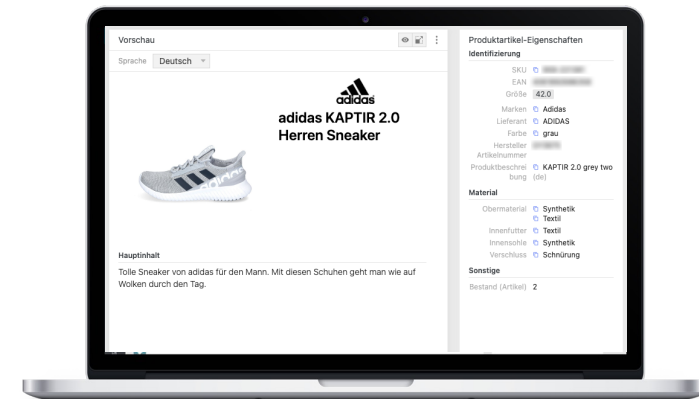 Vorschau
Sprache Deutsch
adidas
adidas KAPTIR 2.0
Herren Sneaker
adidas
Hauptinhalt
Tolle Sneaker von adidas für den Mann. Mit diesen Schuhen geht man wie auf
Wolken durch den Tag.
Produktartikel-Eigenschaften
Identifizierung
SKU
EAN
Größe 42.0
Marken Adidas
Lieferant ADIDAS
Farbe grau
Hersteller
Artikelnummer
Produktbeschrei KAPTIR 2.0 grey two
bung (de)
Material
Obermaterial Synthetik
Textil
Innenfutter Textil
Innensohle Synthetik
Verschluss Schnürung
Sonstige
Bestand (Artikel) 2